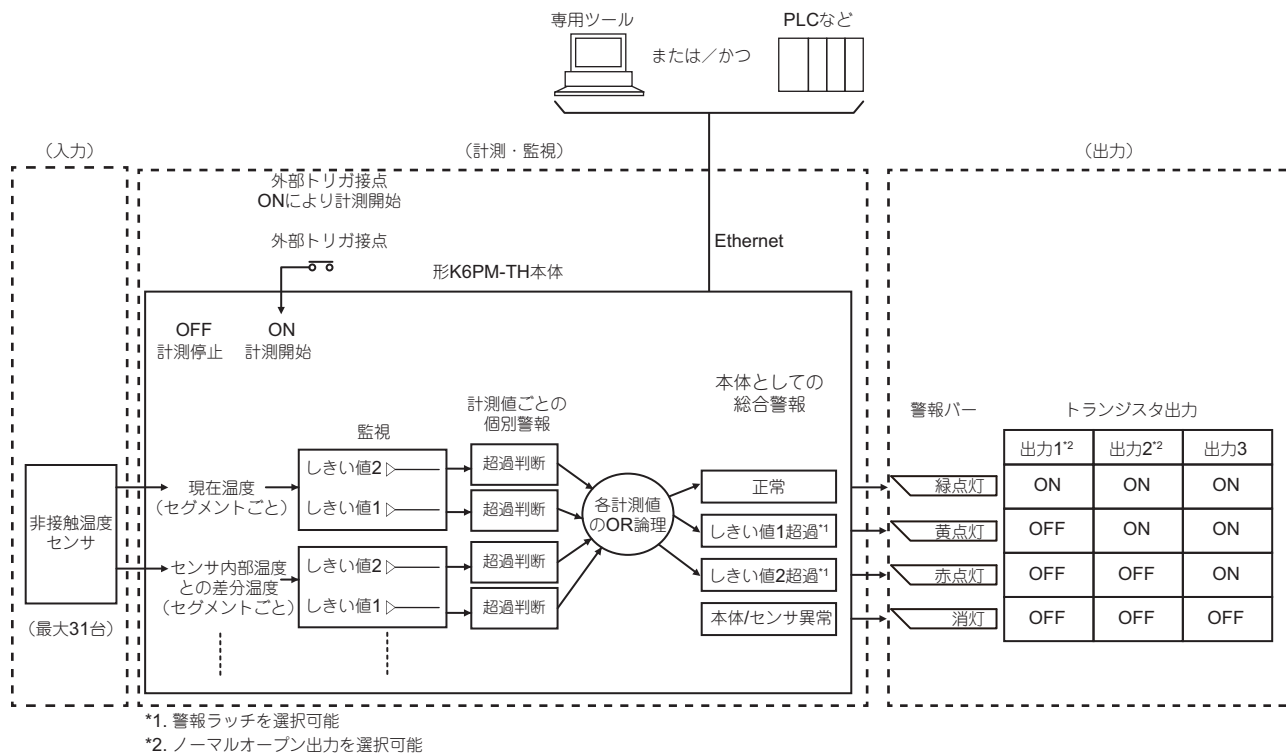 専用ツール
または／かつ
PLCなど
（入力）
（計測・監視）
（出力）
外部トリガ接点
ONにより計測開始
外部トリガ接点
Ethernet
形K6PM-TH本体
OFF
計測停止
ON
計測開始
計測値ごとの
個別警報
本体としての
総合警報
監視
警報バー
トランジスタ出力
出力1*2
出力2*2
出力3
非接触温度
センサ
（最大31台）
現在温度
（セグメントごと）
しきい値2
しきい値1
超過判断
超過判断
センサ内部温度
との差分温度
（セグメントごと）
しきい値2
しきい値1
超過判断
超過判断
各計測値
のOR論理
正常
緑点灯
ON
ON
ON
しきい値1超過*1
黄点灯
OFF
ON
ON
しきい値2超過*1
赤点灯
OFF
OFF
ON
本体/センサ異常
消灯
OFF
OFF
OFF
*1. 警報ラッチを選択可能
*2. ノーマルオープン出力を選択可能